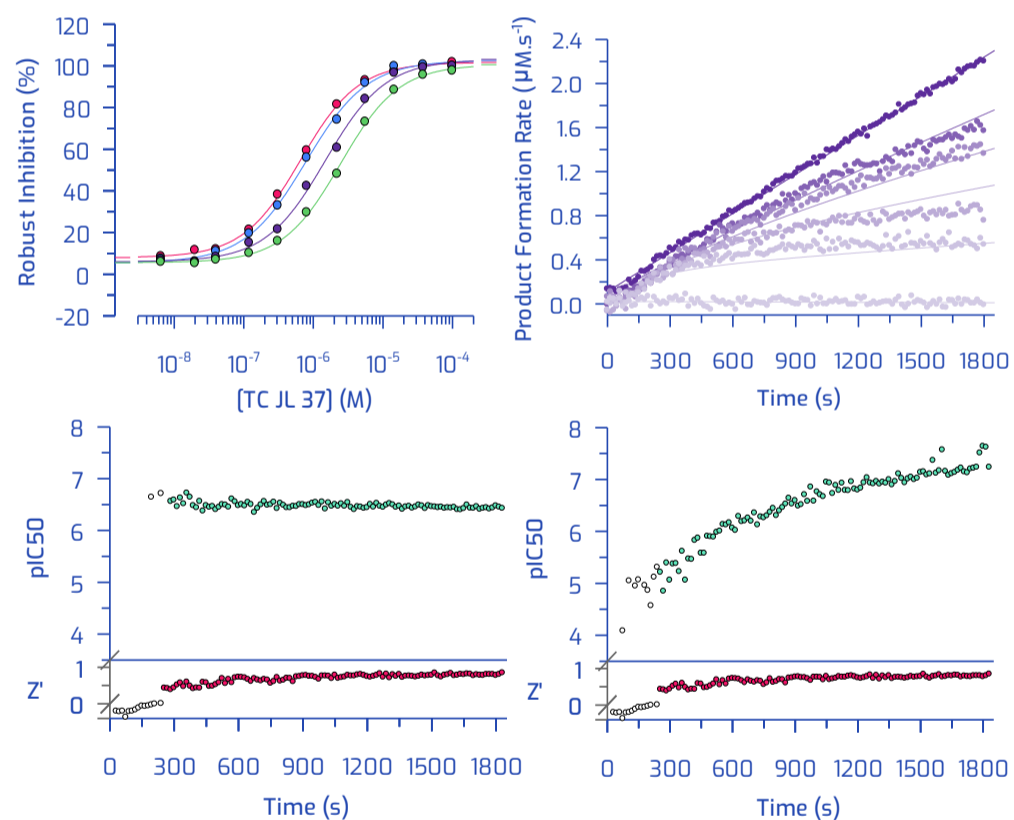 120
100
80
60
40
20
0
-20
Robust Inhibition (%)
10⁻⁸ 10⁻⁷ 10⁻⁶ 10⁻⁵ 10⁻⁴
[TC JL 37] (M)
2.4
2.0
1.6
1.2
0.8
0.4
0.0
Product Formation Rate (µM.s⁻¹)
0 300 600 900 1200 1500 1800
Time (s)
8
7
6
5
4
pIC50
1
0
Z'
0 300 600 900 1200 1500 1800
Time (s)
8
7
6
5
4
pIC50
1
0
Z'
0 300 600 900 1200 1500 1800
Time (s)